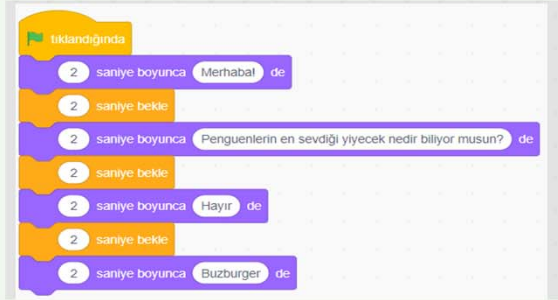 tıklandığında
2 saniye boyunca Merhaba! de
2 saniye bekle
2 saniye boyunca Penguenlerin en sevdiği yiyecek nedir biliyor musun? de
2 saniye bekle
2 saniye boyunca Hayır de
2 saniye bekle
2 saniye boyunca Buzburger de